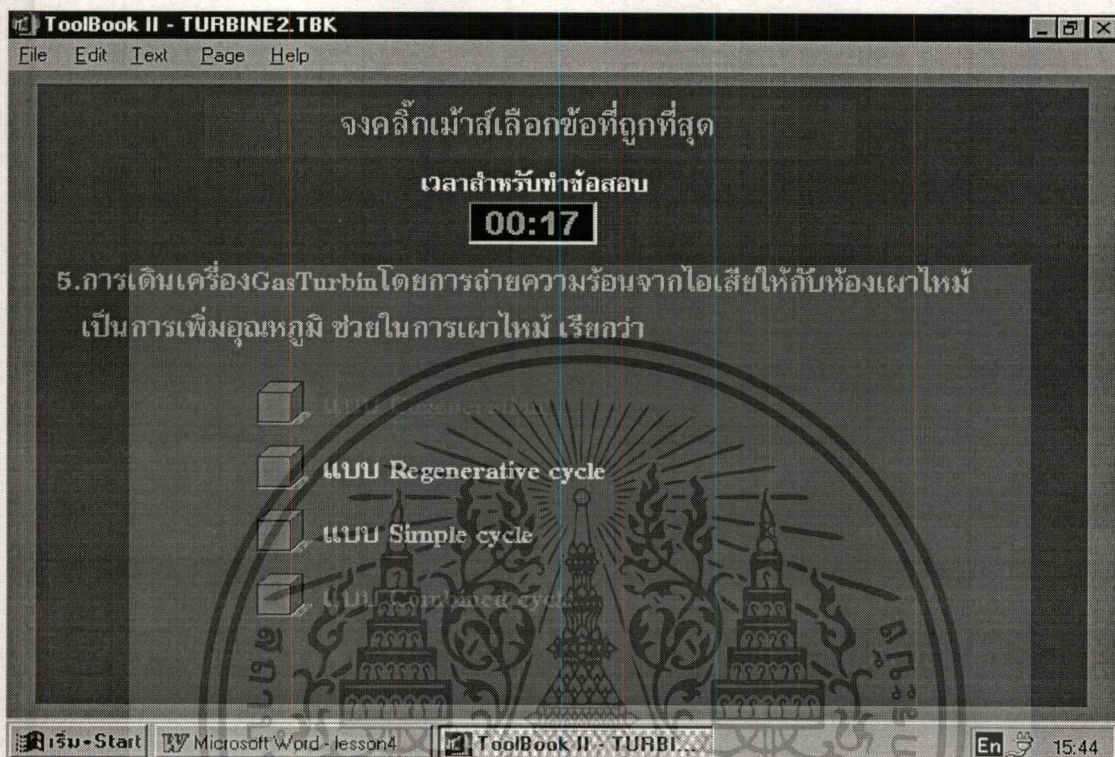 ToolBook II - TURBINE2.TBK
File Edit Text Page Help
จงคลิ๊กเม้าส์เลือกข้อที่ถูกที่สุด
เวลาสำหรับทำข้อสอบ
00:17
5.การเดินเครื่องGasTurbinโดยการถ่ายความร้อนจากไอเสียให้กับห้องเผาไหม้
เป็นการเพิ่มอุณหภูมิ ช่วยในการเผาไหม้ เรียกว่า
แบบ
แบบ Regenerative cycle
แบบ Simple cycle
แบบ Combined cycle
เริ่ม-Start Microsoft Word - lesson4 ToolBook II - TURBI... En 15:44